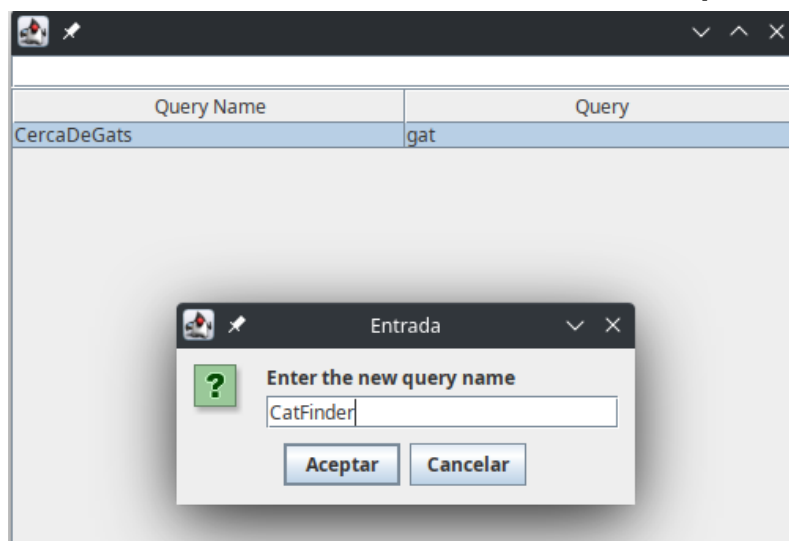 Query Name Query
CercaDeGats gat
Entrada
Enter the new query name
CatFinder
Aceptar Cancelar